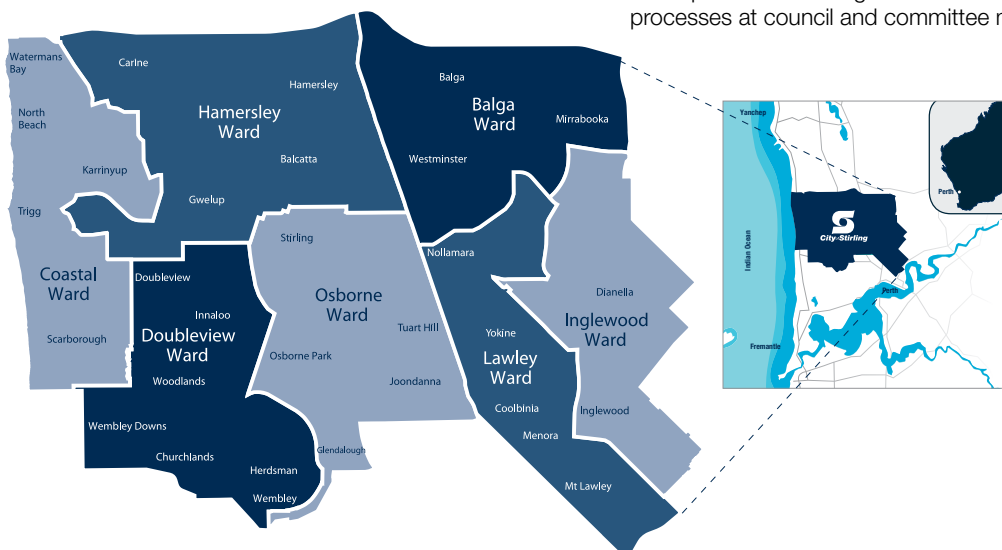 processes at council and committee
Watermans
Bay
Carine
Hamersley
North
Beach
Hamersley
Ward
Karrinyup
Balcatta
Gwelup
Trigg
Balga
Balga
Ward
Mirrabooka
Westminster
Coastal
Ward
Scarborough
Doubleview
Innaloo
Doubleview
Ward
Woodlands
Wembley Downs
Churchlands
Herdsman
Wembley
Stirling
Osborne
Ward
Tuart Hill
Osborne Park
Joondanna
Glendalough
Nollamara
Yokine
Lawley
Ward
Coolbinia
Menora
Mt Lawley
Dianella
Inglewood
Ward
Inglewood
Yanchep
Indian Ocean
City of Stirling
Perth
Fremantle
Perth